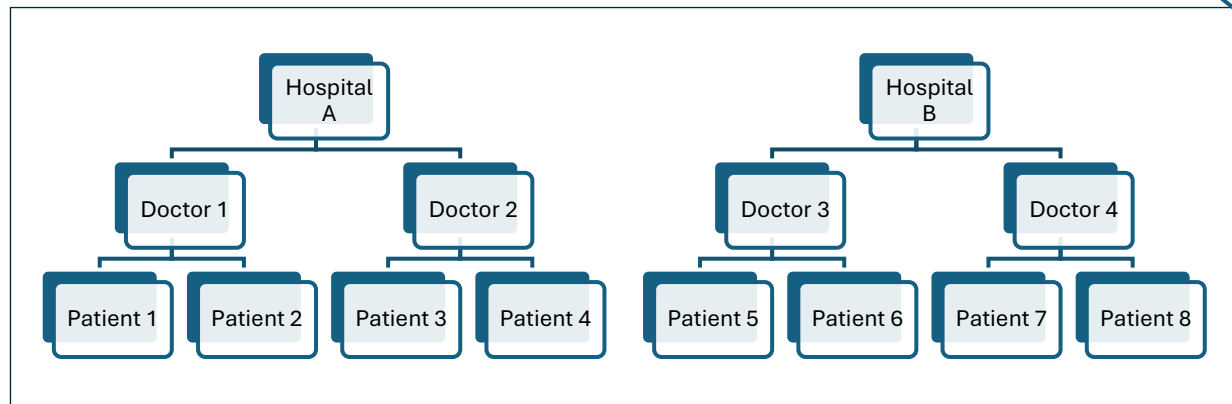 Hospital
A
Hospital
B
Doctor 1
Doctor 2
Doctor 3
Doctor 4
Patient 1
Patient 2
Patient 3
Patient 4
Patient 5
Patient 6
Patient 7
Patient 8